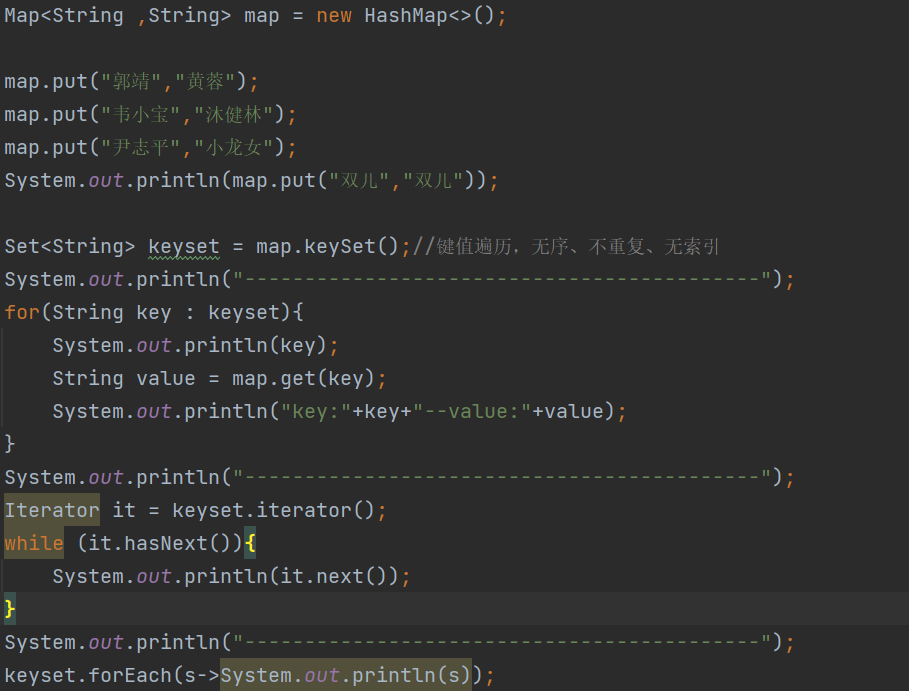 Map<String ,String> map = new HashMap<>();
map.put("郭靖","黄蓉");
map.put("韦小宝","沐健林");
map.put("尹志平","小龙女");
System.out.println(map.put("双儿","双儿"));
Set<String> keyset = map.keySet();//键值遍历，无序、不重复、无索引
System.out.println("-------------------------------------------");
for(String key : keyset){
    System.out.println(key);
    String value = map.get(key);
    System.out.println("key:"+key+"--value:"+value);
}
System.out.println("-------------------------------------------");
Iterator it = keyset.iterator();
while (it.hasNext()){
    System.out.println(it.next());
}
System.out.println("-------------------------------------------");
keyset.forEach(s->System.out.println(s));